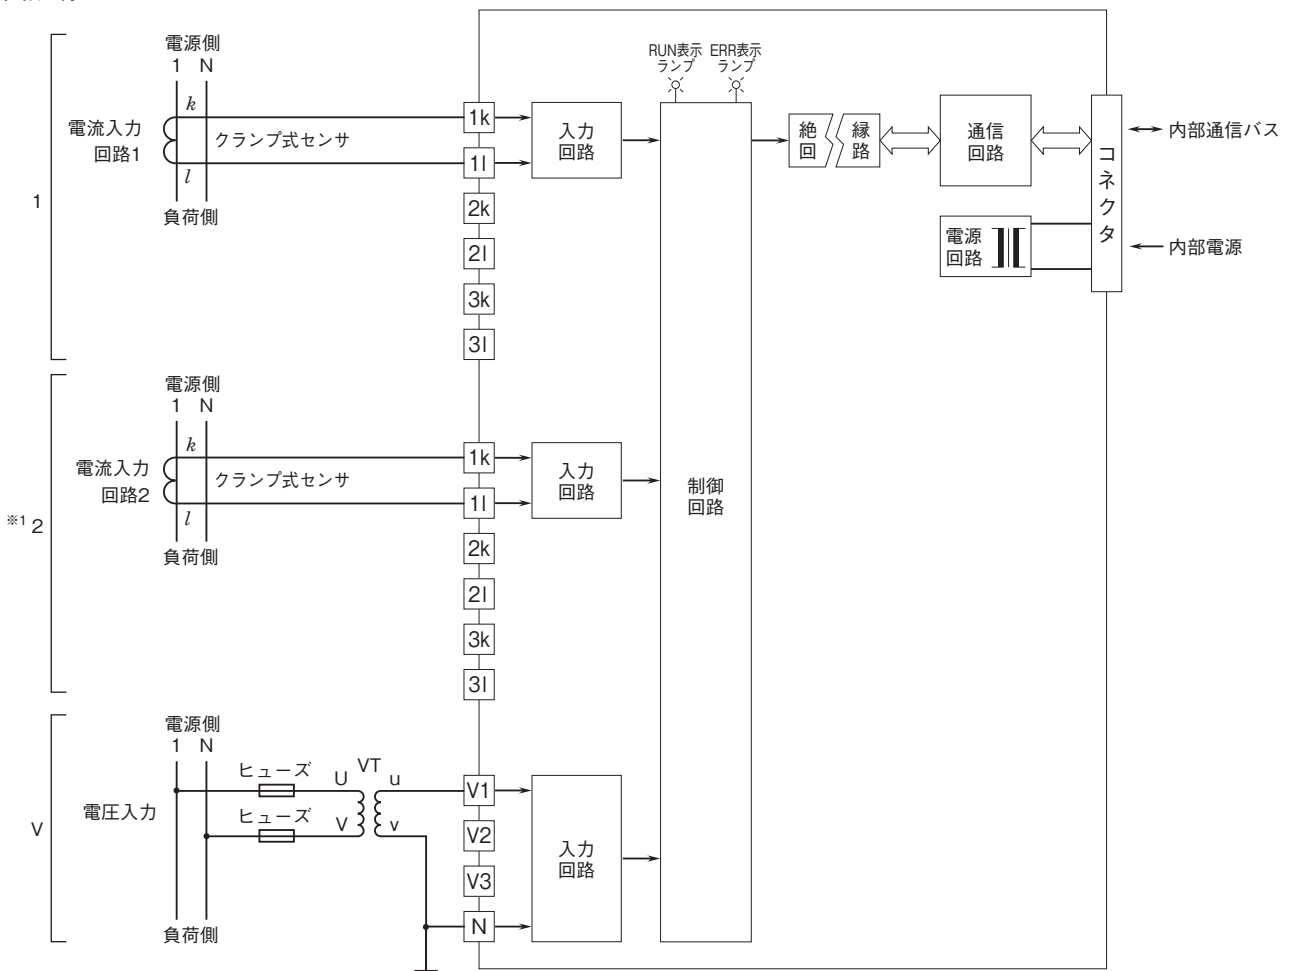 RUN表示
ランプ
ERR表示
ランプ
電源側
1 N
k
電流入力
回路1
クランプ式センサ
l
負荷側
1
1k
1l
2k
2l
3k
3l
入力
回路
絶縁
回路
通信
回路
コネクタ
内部通信バス
電源
回路
内部電源
電源側
1 N
k
電流入力
回路2
クランプ式センサ
l
負荷側
※1 2
1k
1l
2k
2l
3k
3l
入力
回路
制御
回路
電源側
1 N
ヒューズ
U VT u
ヒューズ
V v
電圧入力
V
負荷側
V1
V2
V3
N
入力
回路